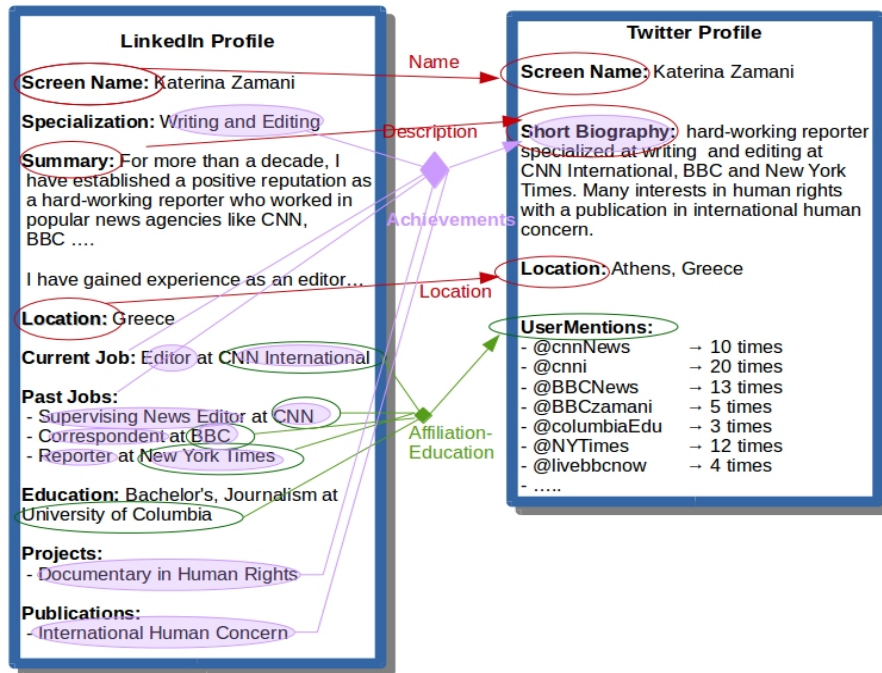 LinkedIn Profile
Screen Name: Katerina Zamani
Specialization: Writing and Editing
Summary: For more than a decade, I
have established a positive reputation as
a hard-working reporter who worked in
popular news agencies like CNN,
BBC ….
I have gained experience as an editor…
Location: Greece
Current Job: Editor at CNN International
Past Jobs:
- Supervising News Editor at CNN
- Correspondent at BBC
- Reporter at New York Times
Education: Bachelor's, Journalism at
University of Columbia
Projects:
- Documentary in Human Rights
Publications:
- International Human Concern
Name
Description
Achievements
Location
Affiliation-
Education
Twitter Profile
Screen Name: Katerina Zamani
Short Biography: hard-working reporter
specialized at writing and editing at
CNN International, BBC and New York
Times. Many interests in human rights
with a publication in international human
concern.
Location: Athens, Greece
UserMentions:
- @cnnNews → 10 times
- @cnni → 20 times
- @BBCNews → 13 times
- @BBCzamani → 5 times
- @columbiaEdu → 3 times
- @NYTimes → 12 times
- @livebbcnow → 4 times
- …..